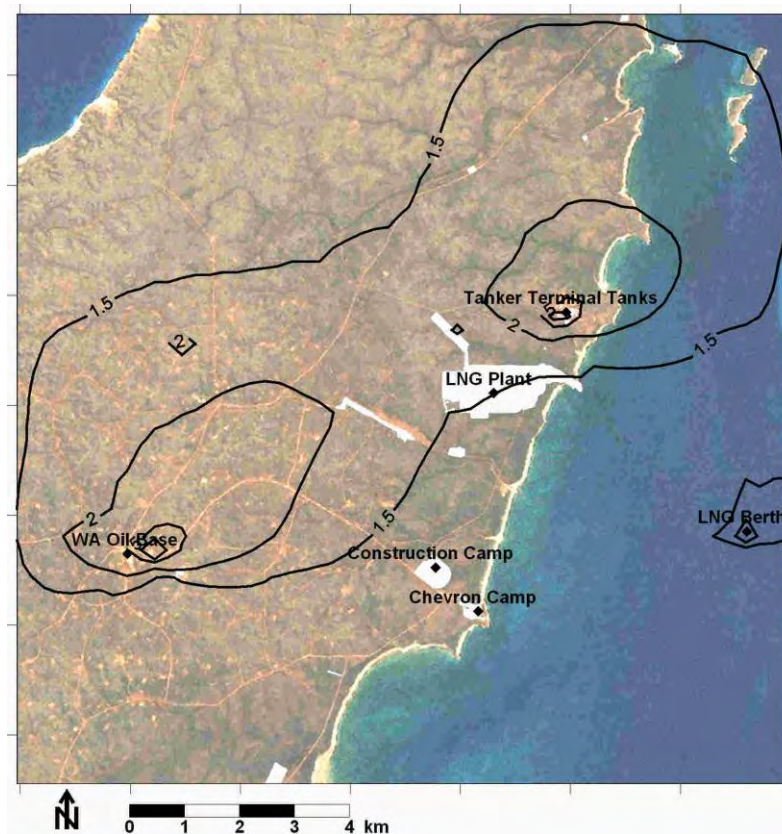 1.5
Tanker Terminal Tanks
2
1.5
2
1.5
LNG Plant
2
WA Oil Base
1.5
LNG Berth
Construction Camp
Chevron Camp
N
0 1 2 3 4 km